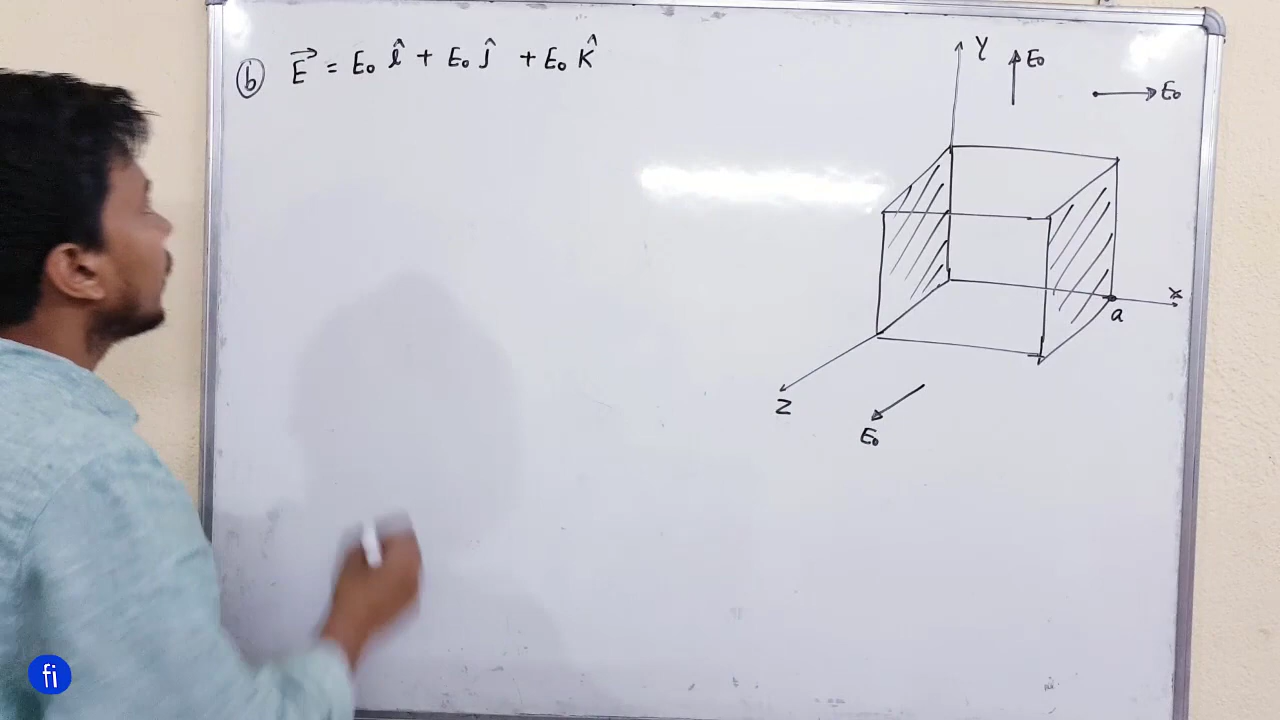 ⓑ E⃗ = E₀ î + E₀ ĵ + E₀ k̂
Y
E₀
E₀
X
a
Z
E₀
fi